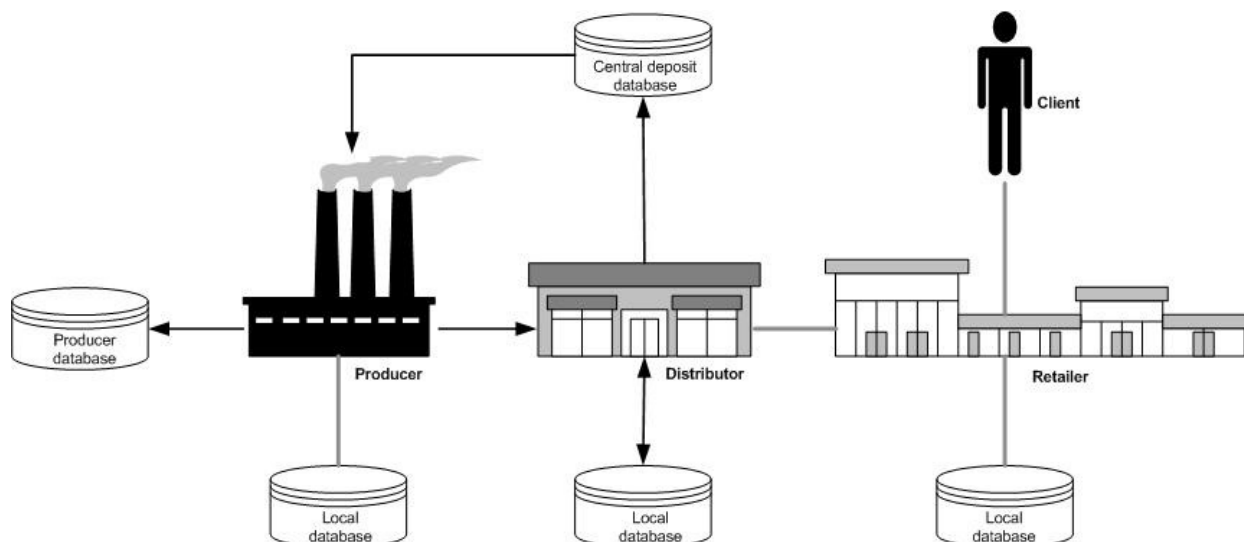 Central deposit
database
Client
Producer
database
Producer
Distributor
Retailer
Local
database
Local
database
Local
database